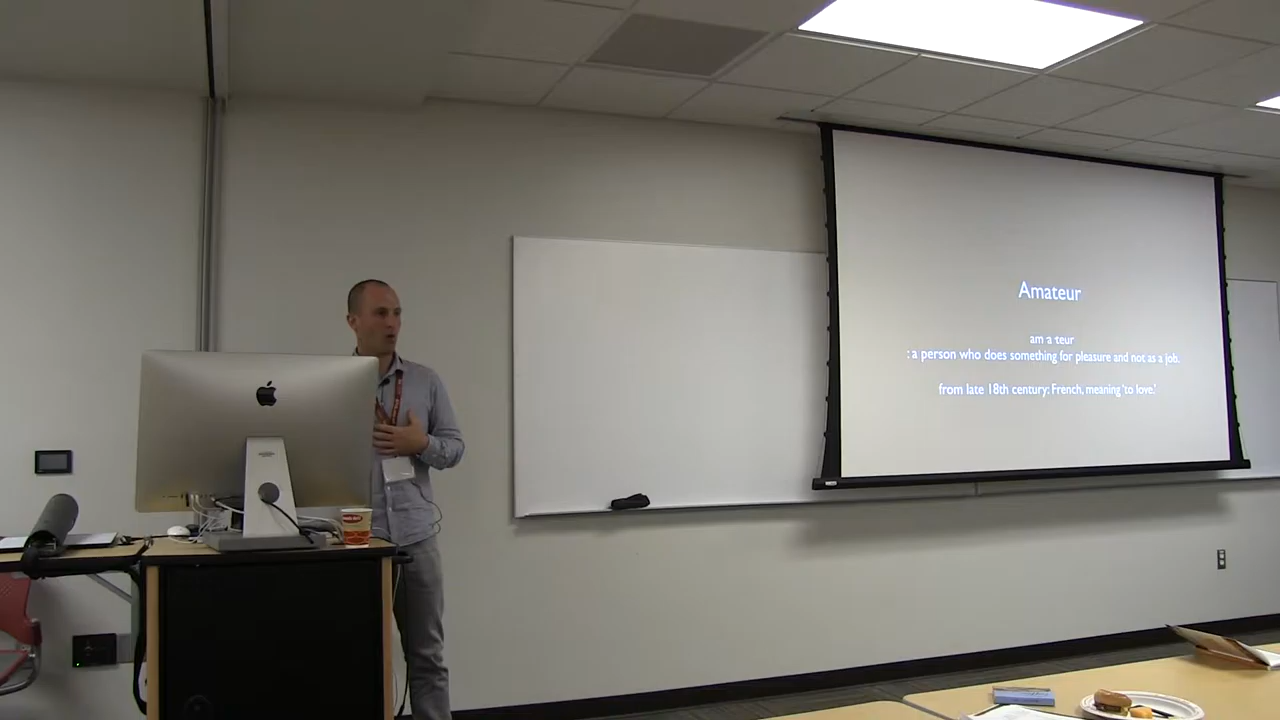 Amateur
am a teur
: a person who does something for pleasure and not as a job.
from late 18th century: French, meaning 'to love.'